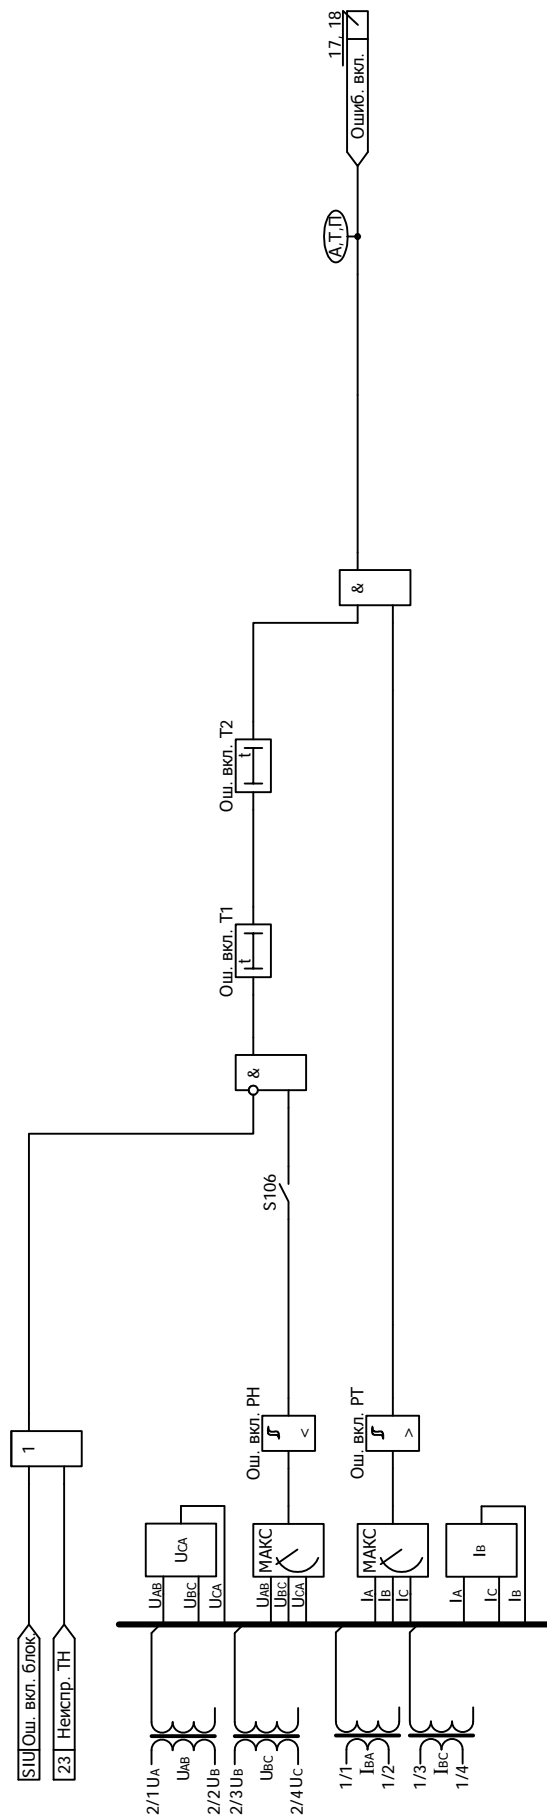 SIU Ош. вкл. блок.
23 Неиспр. ТН
1
2/1 UA
UAB
2/2 UB
2/3 UB
UBC
2/4 UC
1/1
IBA
1/2
1/3
IBC
1/4
UAB
UBC
UCA
UCA
UAB
UBC
UCA
МАКС
IA
IB
IC
МАКС
IA
IC
IB
IB
Ош. вкл. РН
<
Ош. вкл. РТ
>
S106
&
Ош. вкл. Т1
t
Ош. вкл. Т2
t
&
А,Т,П
Ошиб. вкл.
17, 18